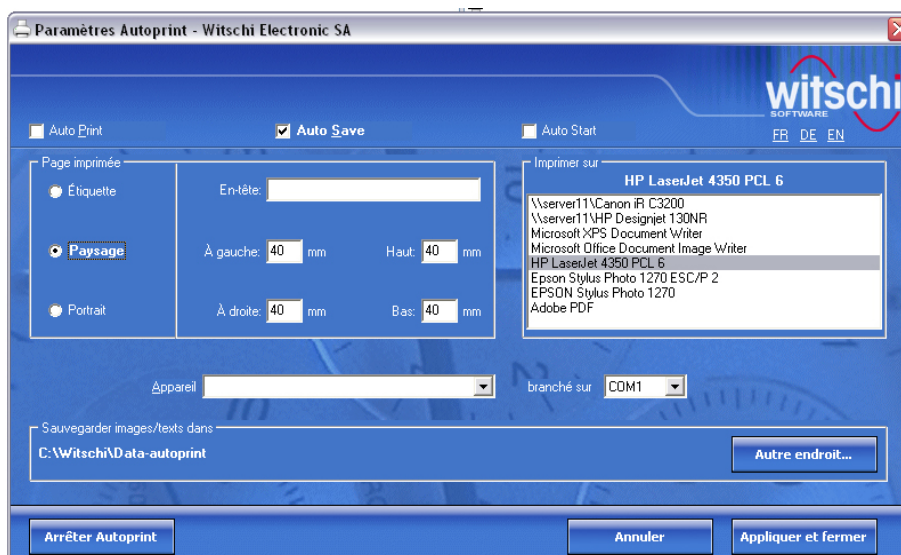 Paramètres Autoprint - Witschi Electronic SA
witschi
SOFTWARE
Auto Print
Auto Save
Auto Start
FR DE EN
Page imprimée
Étiquette
En-tête:
Paysage
À gauche: 40 mm Haut: 40 mm
Portrait
À droite: 40 mm Bas: 40 mm
Imprimer sur
HP LaserJet 4350 PCL 6
\\server11\Canon iR C3200
\\server11\HP Designjet 130NR
Microsoft XPS Document Writer
Microsoft Office Document Image Writer
HP LaserJet 4350 PCL 6
Epson Stylus Photo 1270 ESC/P 2
EPSON Stylus Photo 1270
Adobe PDF
Appareil
branché sur COM1
Sauvegarder images/texts dans
C:\Witschi\Data-autoprint
Autre endroit...
Arrêter Autoprint
Annuler
Appliquer et fermer